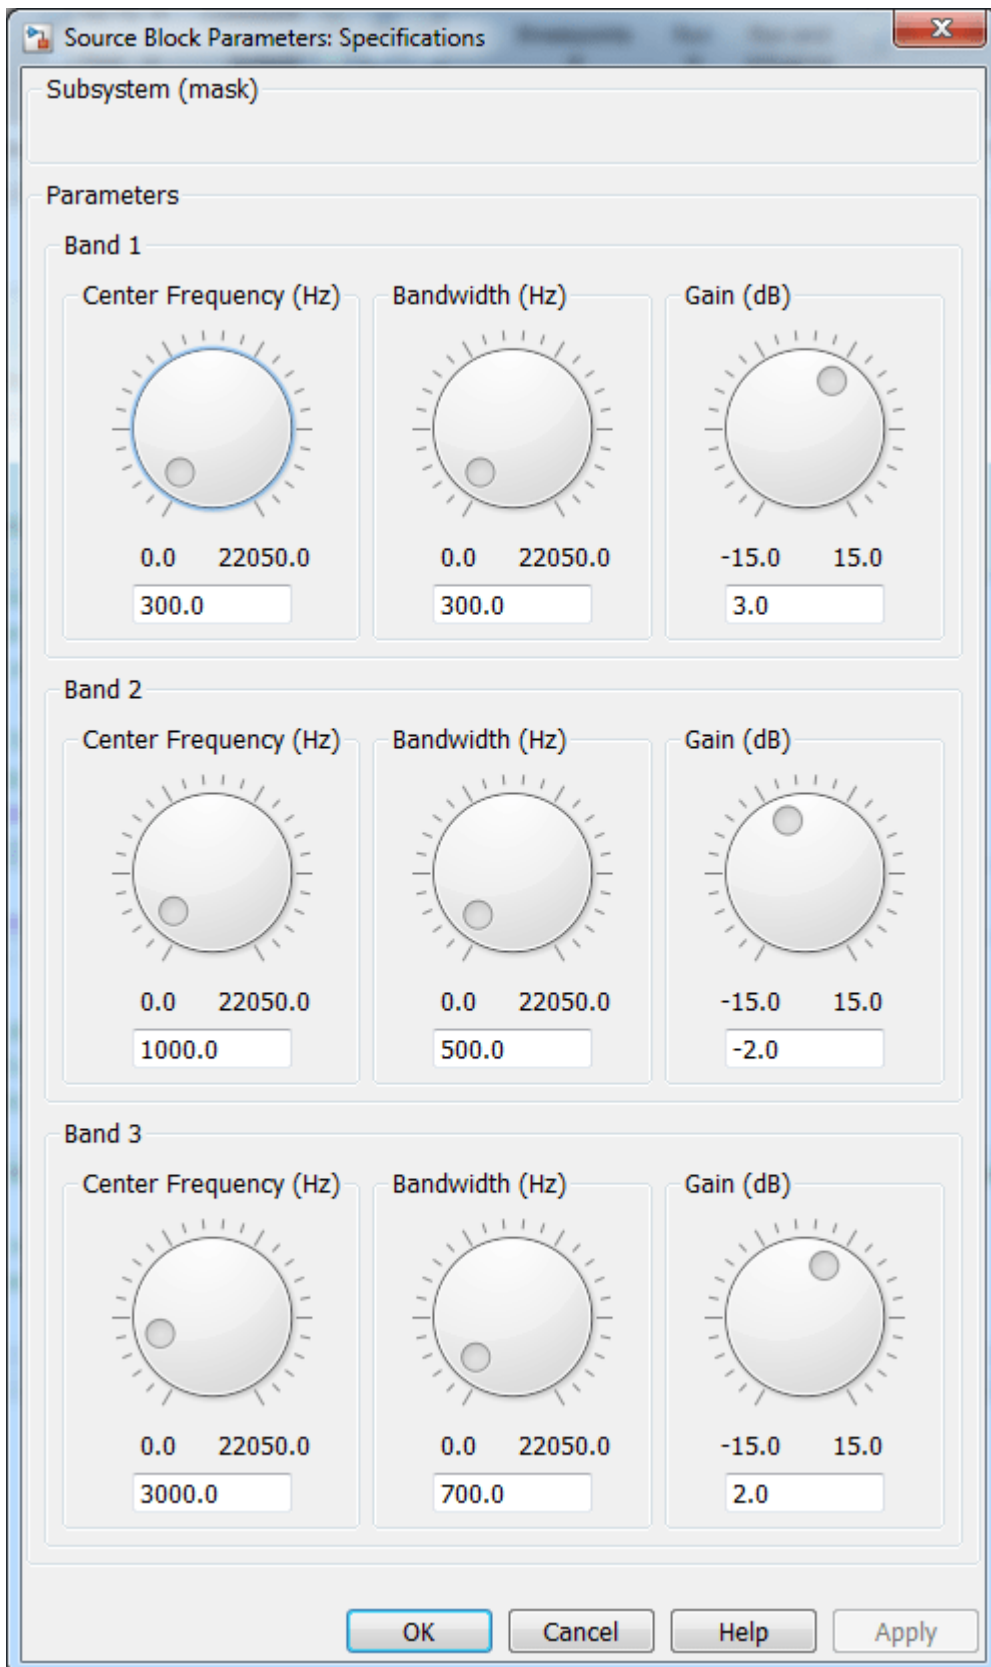 Source Block Parameters: Specifications
Subsystem (mask)
Parameters
Band 1
Center Frequency (Hz) Bandwidth (Hz) Gain (dB)
0.0 22050.0 0.0 22050.0 -15.0 15.0
300.0 300.0 3.0
Band 2
Center Frequency (Hz) Bandwidth (Hz) Gain (dB)
0.0 22050.0 0.0 22050.0 -15.0 15.0
1000.0 500.0 -2.0
Band 3
Center Frequency (Hz) Bandwidth (Hz) Gain (dB)
0.0 22050.0 0.0 22050.0 -15.0 15.0
3000.0 700.0 2.0
OK Cancel Help Apply